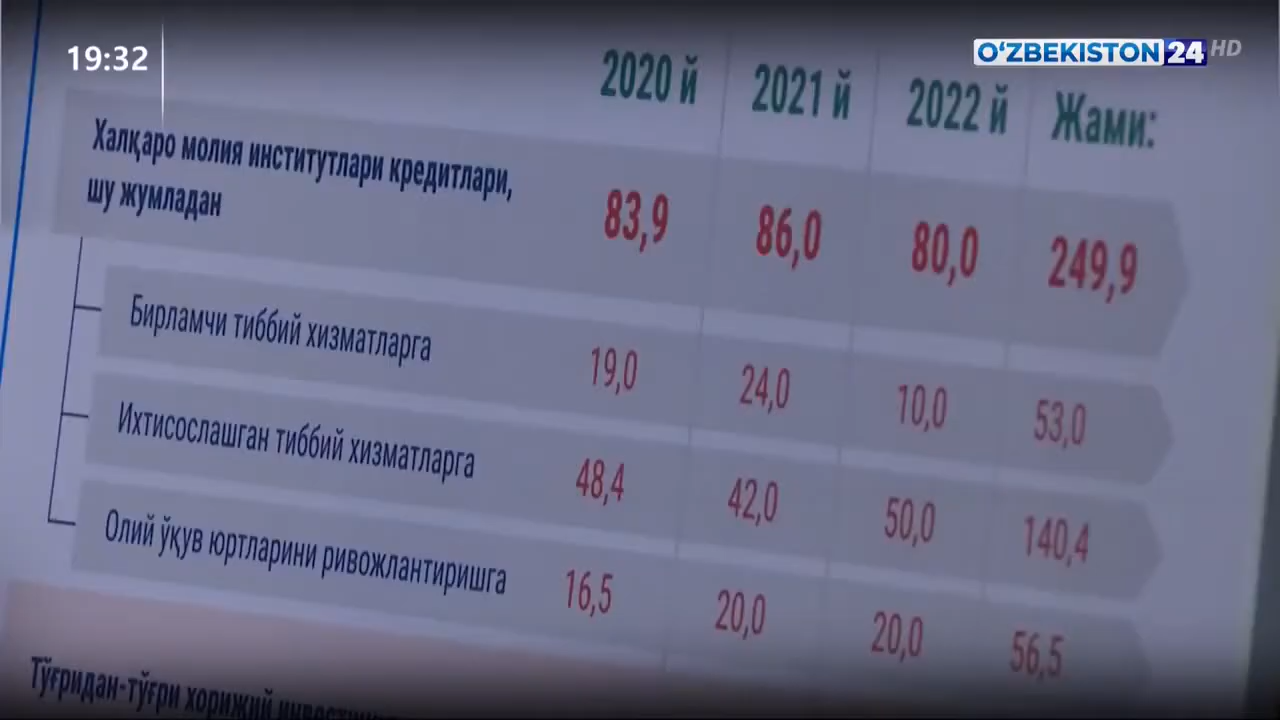 19:32
O‘ZBEKISTON 24 HD
2020 й 2021 й 2022 й Жами:
Халқаро молия институтлари кредитлари,
шу жумладан
83,9 86,0 80,0 249,9
Бирламчи тиббий хизматларга 19,0 24,0 10,0 53,0
Ихтисослашган тиббий хизматларга 48,4 42,0 50,0 140,4
Олий ўқув юртларини ривожлантиришга 16,5 20,0 20,0 56,5
Тўғридан-тўғри хорижий